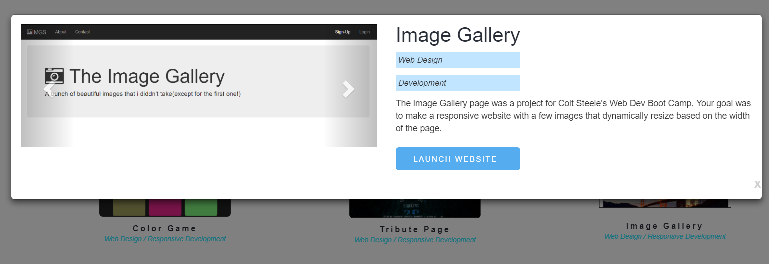 IMGS About Contact Sign Up Login
The Image Gallery
A bunch of beautiful images that i didn't take(except for the first one!)
Image Gallery
Web Design
Development
The Image Gallery page was a project for Colt Steele's Web Dev Boot Camp. Your goal was
to make a responsive website with a few images that dynamically resize based on the width
of the page.
LAUNCH WEBSITE
X
Color Game
Web Design / Responsive Development
Tribute Page
Web Design / Responsive Development
Image Gallery
Web Design / Responsive Development